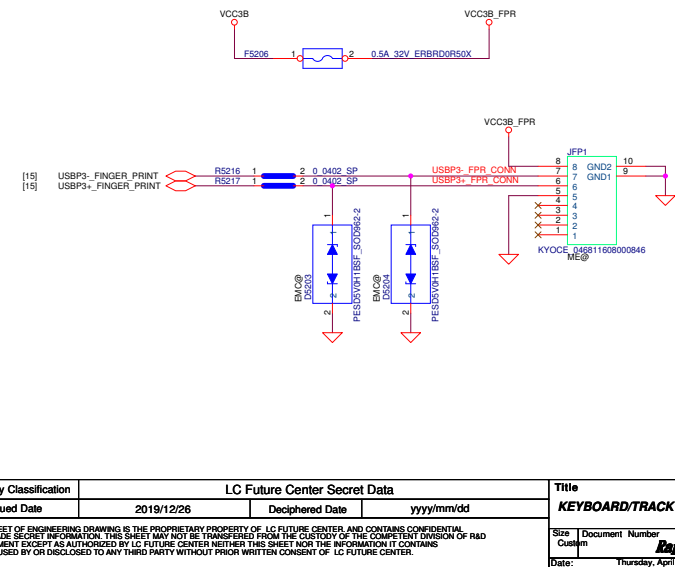 VCC3B
VCC3B_FPR
F5206
1
2
0.5A_32V_ERBRD0R50X
VCC3B_FPR
JFP1
[15]
USBP3-_FINGER_PRINT
R5216
1
2
0_0402_SP
USBP3-_FPR_CONN
[15]
USBP3+_FINGER_PRINT
R5217
1
2
0_0402_SP
USBP3+_FPR_CONN
8
8
GND2
10
7
7
GND1
9
6
6
5
5
4
4
3
3
2
2
1
1
KYOCE_046811608000846
ME@
1
1
2
2
EMC@
D5203
PESD5V0H1BSF_SOD962-2
1
1
2
2
EMC@
D5204
PESD5V0H1BSF_SOD962-2
y Classification
LC Future Center Secret Data
Title
ued Date
2019/12/26
Deciphered Date
yyyy/mm/dd
KEYBOARD/TRACK
EET OF ENGINEERING DRAWING IS THE PROPRIETARY PROPERTY OF LC FUTURE CENTER. AND CONTAINS CONFIDENTIAL
DE SECRET INFORMATION. THIS SHEET MAY NOT BE TRANSFERED FROM THE CUSTODY OF THE COMPETENT DIVISION OF R&D
MENT EXCEPT AS AUTHORIZED BY LC FUTURE CENTER NEITHER THIS SHEET NOR THE INFORMATION IT CONTAINS
USED BY OR DISCLOSED TO ANY THIRD PARTY WITHOUT PRIOR WRITTEN CONSENT OF LC FUTURE CENTER.
Size
Document Number
Custom
Date:
Thursday, April